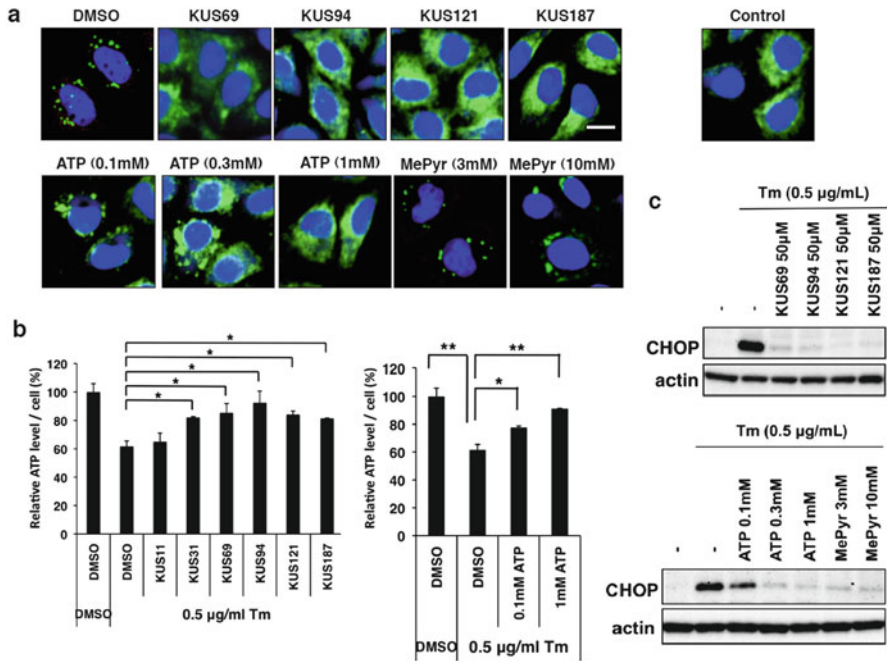 a
DMSO KUS69 KUS94 KUS121 KUS187 Control
ATP (0.1mM) ATP (0.3mM) ATP (1mM) MePyr (3mM) MePyr (10mM)
b
Relative ATP level / cell (%)
120
100
80
60
40
20
0
* * * * *
DMSO DMSO KUS11 KUS31 KUS69 KUS94 KUS121 KUS187
DMSO 0.5 µg/ml Tm
Relative ATP level / cell (%)
120
100
80
60
40
20
0
** * **
DMSO DMSO 0.1mM ATP 1mM ATP
DMSO 0.5 µg/ml Tm
c
Tm (0.5 µg/mL)
- - KUS69 50µM KUS94 50µM KUS121 50µM KUS187 50µM
CHOP
actin
Tm (0.5 µg/mL)
- - ATP 0.1mM ATP 0.3mM ATP 1mM MePyr 3mM MePyr 10mM
CHOP
actin